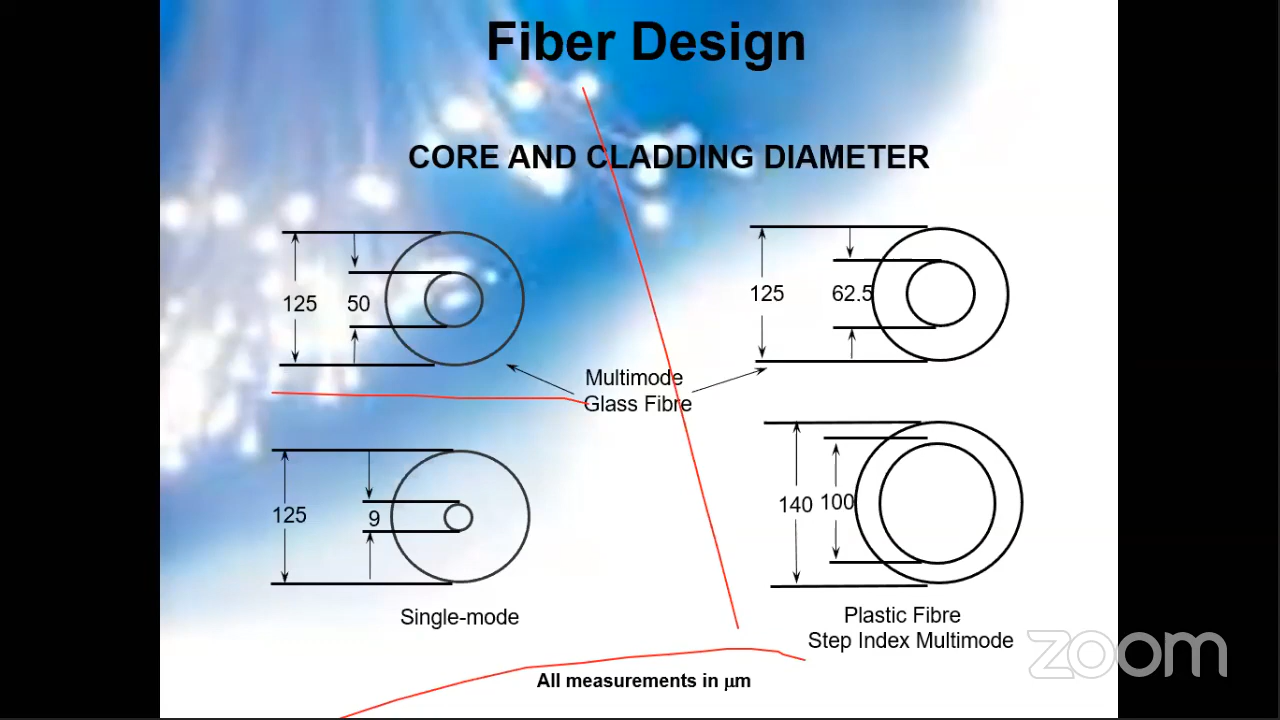 Fiber Design
CORE AND CLADDING DIAMETER
125
50
125
62.5
Multimode
Glass Fibre
125
9
140
100
Single-mode
Plastic Fibre
Step Index Multimode
All measurements in μm
zoom